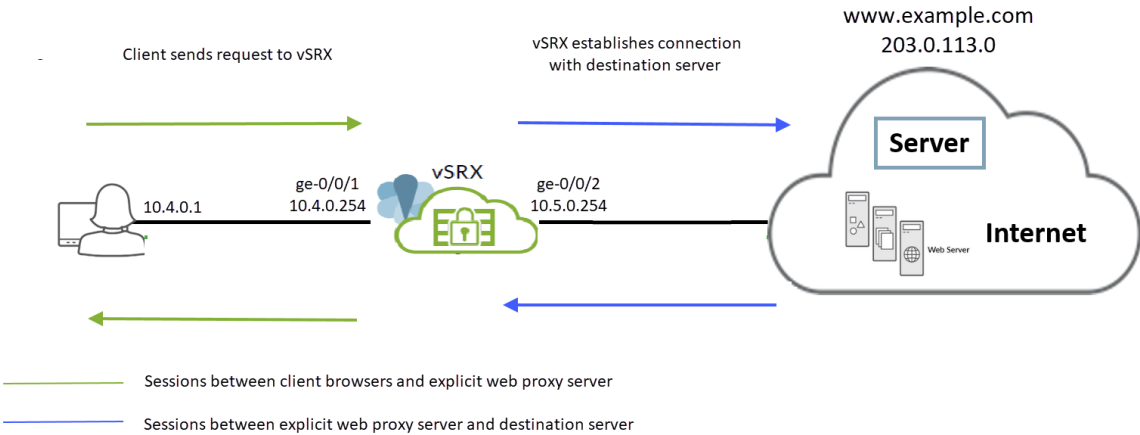 www.example.com
203.0.113.0
Client sends request to vSRX
vSRX establishes connection
with destination server
Server
vSRX
ge-0/0/1
10.4.0.254
ge-0/0/2
10.5.0.254
10.4.0.1
Internet
Web Server
Sessions between client browsers and explicit web proxy server
Sessions between explicit web proxy server and destination server